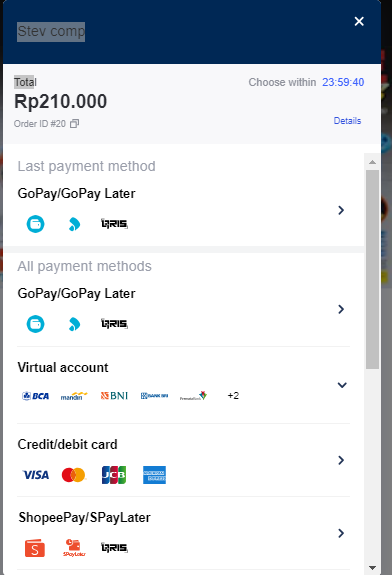 Stev comp
Total
Choose within 23:59:40
Rp210.000
Order ID #20
Details
Last payment method
GoPay/GoPay Later
QRIS
All payment methods
GoPay/GoPay Later
QRIS
Virtual account
BCA mandiri BNI BANK BRI PermataBank +2
Credit/debit card
VISA JCB
ShopeePay/SPayLater
S SPayLater QRIS